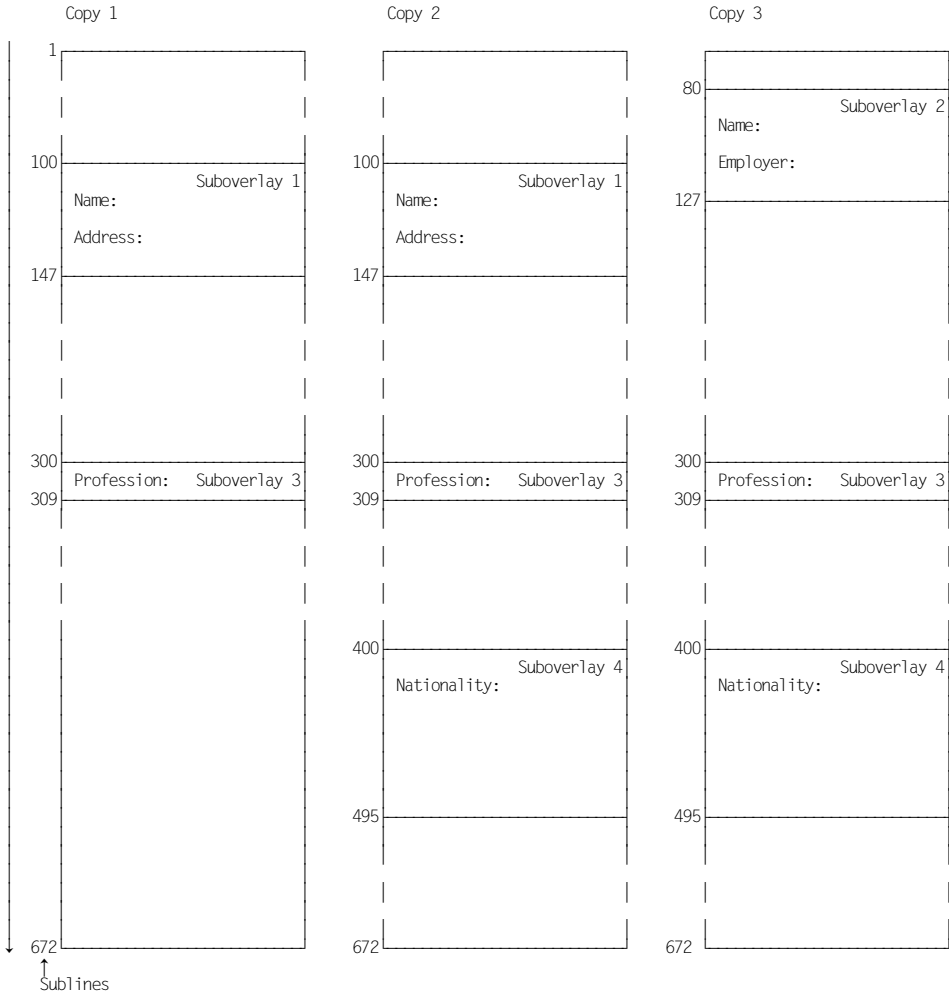 Copy 1 Copy 2 Copy 3
1
80
Suboverlay 2
Name:
100 100 Employer:
Suboverlay 1 Suboverlay 1
Name: Name: 127
Address: Address:
147 147
300 300 300
Profession: Suboverlay 3 Profession: Suboverlay 3 Profession: Suboverlay 3
309 309 309
400 400
Suboverlay 4 Suboverlay 4
Nationality: Nationality:
495 495
672 672 672
Sublines